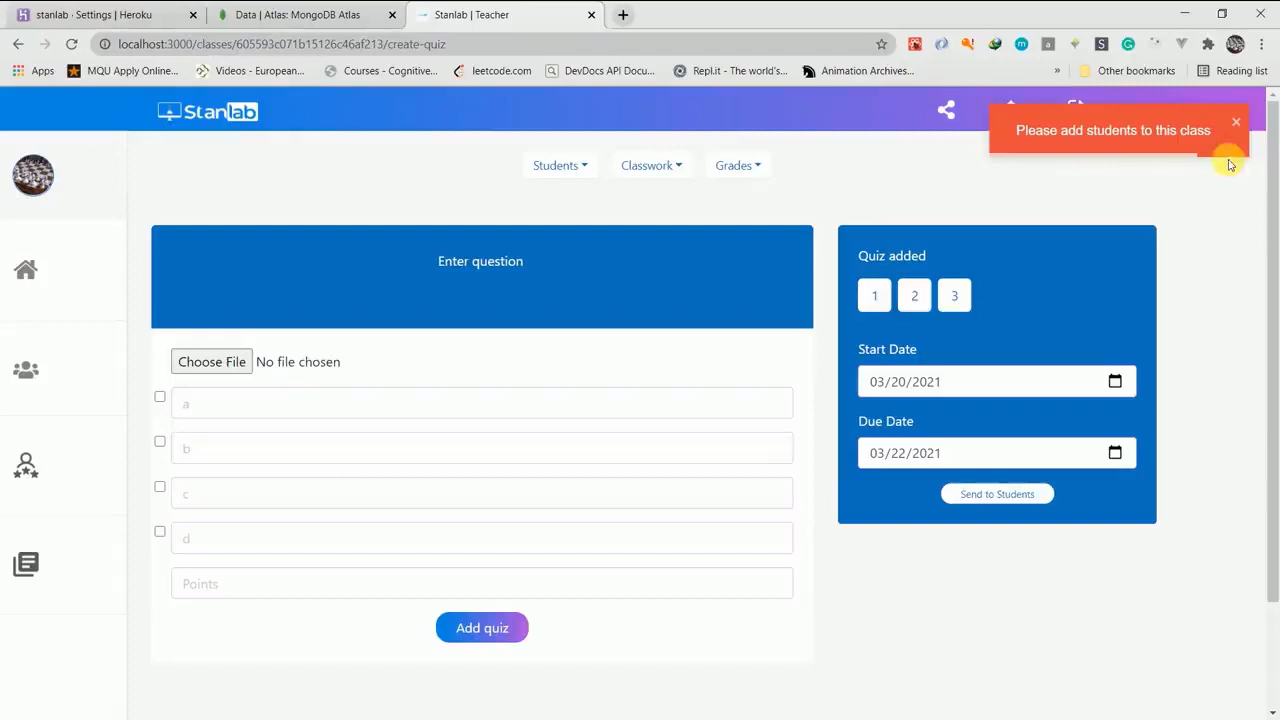 stanlab · Settings | Heroku
Data | Atlas: MongoDB Atlas
Stanlab | Teacher
localhost:3000/classes/605593c071b15126c46af213/create-quiz
Apps
MQU Apply Online...
Videos - European...
Courses - Cognitive...
leetcode.com
DevDocs API Docu...
Repl.it - The world's...
Animation Archives...
»
Other bookmarks
Reading list
Stanlab
Please add students to this class
Students
Classwork
Grades
Enter question
Choose File No file chosen
a
b
c
d
Points
Add quiz
Quiz added
1 2 3
Start Date
03/20/2021
Due Date
03/22/2021
Send to Students